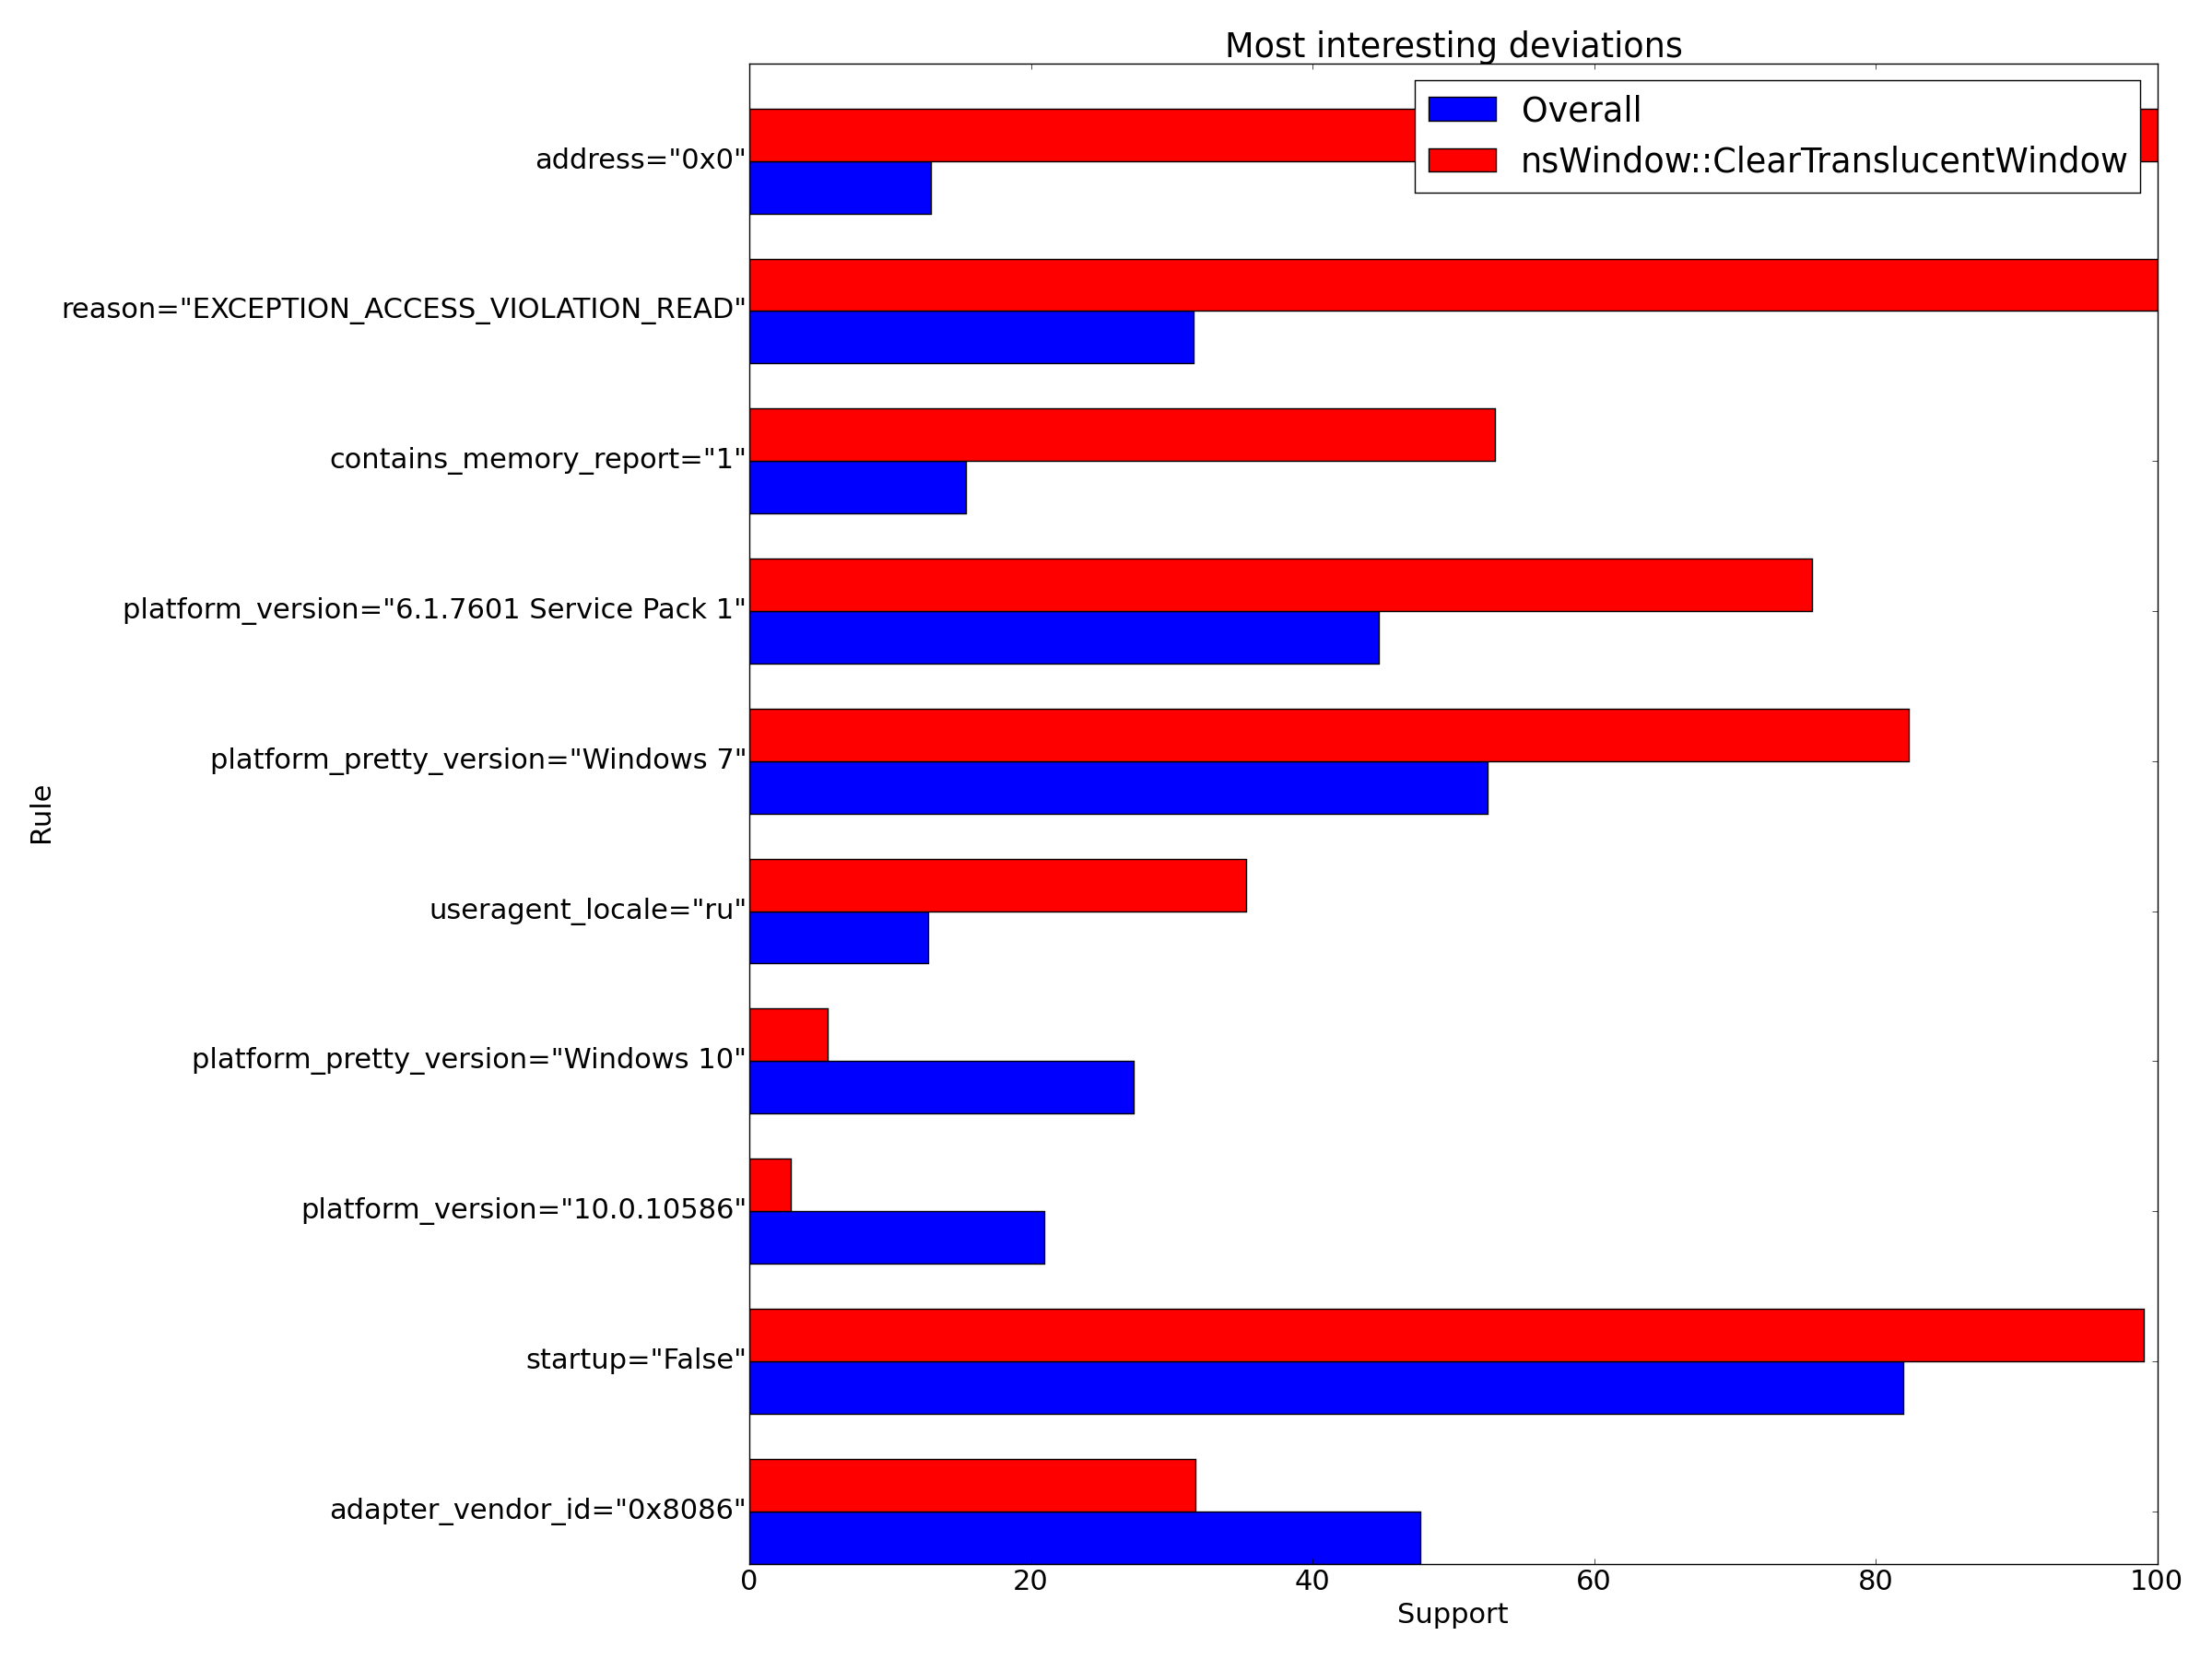 Most interesting deviations
Overall
nsWindow::ClearTranslucentWindow
address="0x0"
reason="EXCEPTION_ACCESS_VIOLATION_READ"
contains_memory_report="1"
platform_version="6.1.7601 Service Pack 1"
platform_pretty_version="Windows 7"
Rule
useragent_locale="ru"
platform_pretty_version="Windows 10"
platform_version="10.0.10586"
startup="False"
adapter_vendor_id="0x8086"
0 20 40 60 80 100
Support